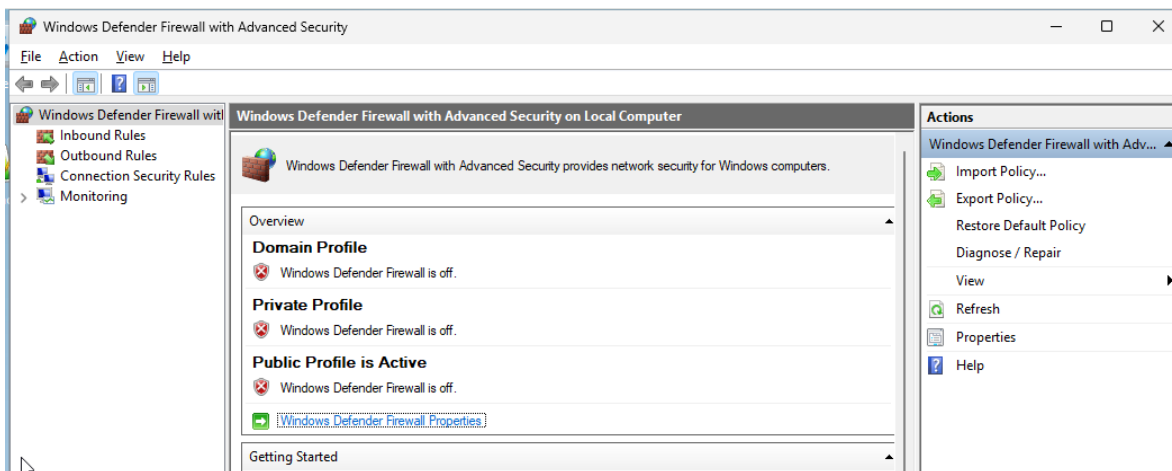 Windows Defender Firewall with Advanced Security
File Action View Help
Windows Defender Firewall witl
Inbound Rules
Outbound Rules
Connection Security Rules
Monitoring
Windows Defender Firewall with Advanced Security on Local Computer
Windows Defender Firewall with Advanced Security provides network security for Windows computers.
Overview
Domain Profile
Windows Defender Firewall is off.
Private Profile
Windows Defender Firewall is off.
Public Profile is Active
Windows Defender Firewall is off.
Windows Defender Firewall Properties
Getting Started
Actions
Windows Defender Firewall with Adv...
Import Policy...
Export Policy...
Restore Default Policy
Diagnose / Repair
View
Refresh
Properties
Help